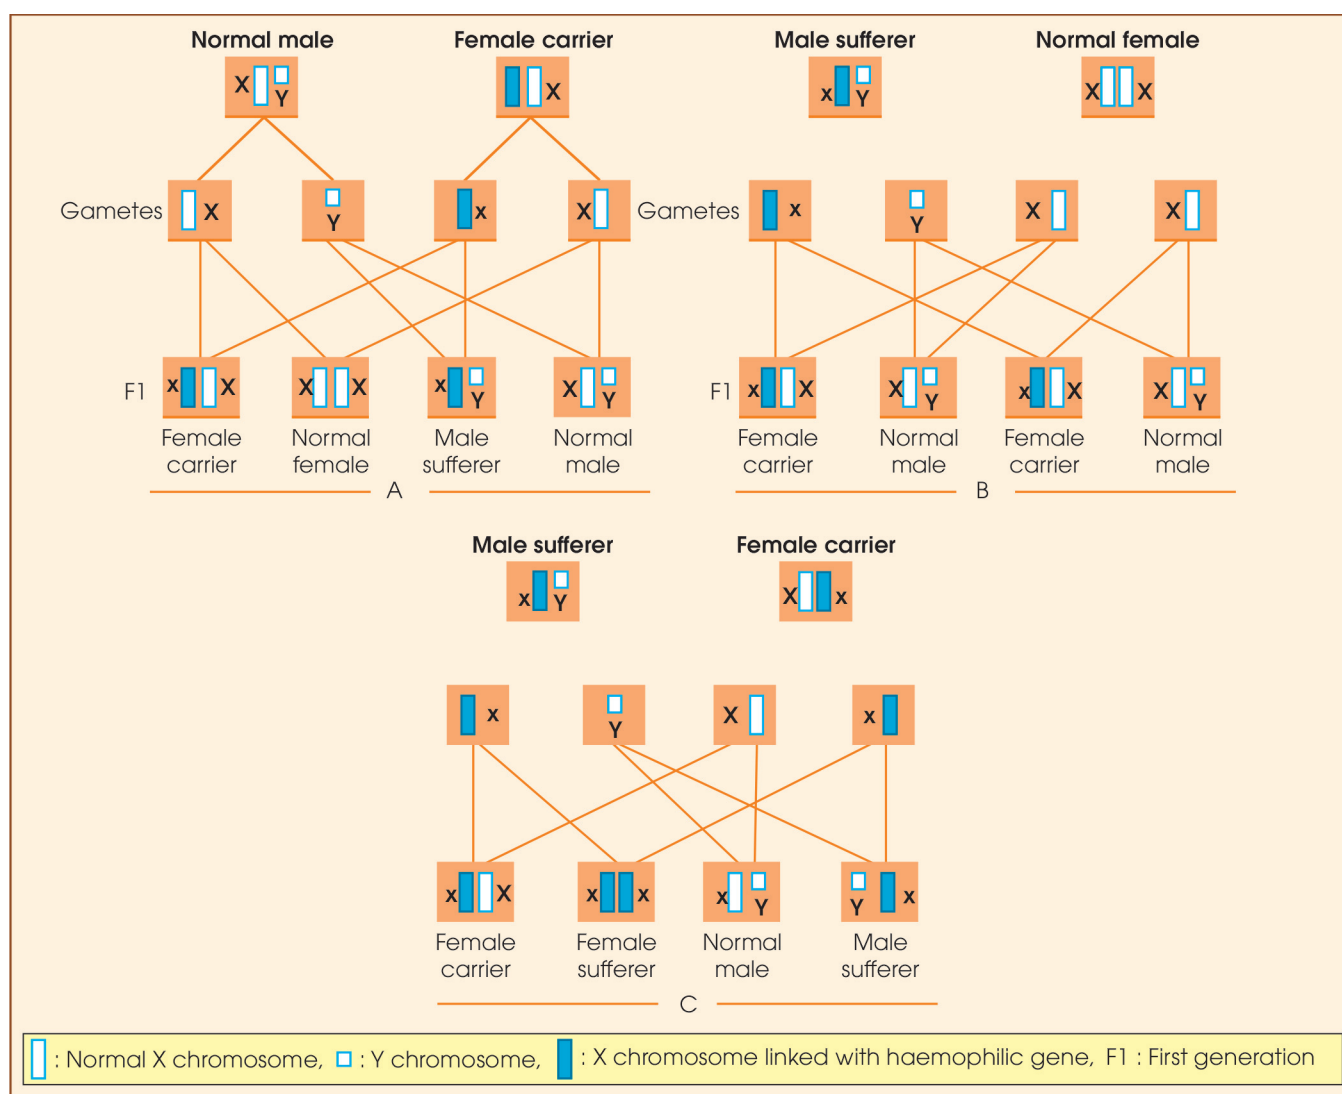 Normal male Female carrier
X Y X
Gametes X Y x X
F1 x X X X x Y X Y
Female carrier Normal female Male sufferer Normal male
A
Male sufferer Normal female
x Y X X
Gametes x Y X X
F1 x X X Y x X X Y
Female carrier Normal male Female carrier Normal male
B
Male sufferer Female carrier
x Y X x
x Y X x
x X x x x Y Y x
Female carrier Female sufferer Normal male Male sufferer
C
: Normal X chromosome, : Y chromosome, : X chromosome linked with haemophilic gene, F1 : First generation